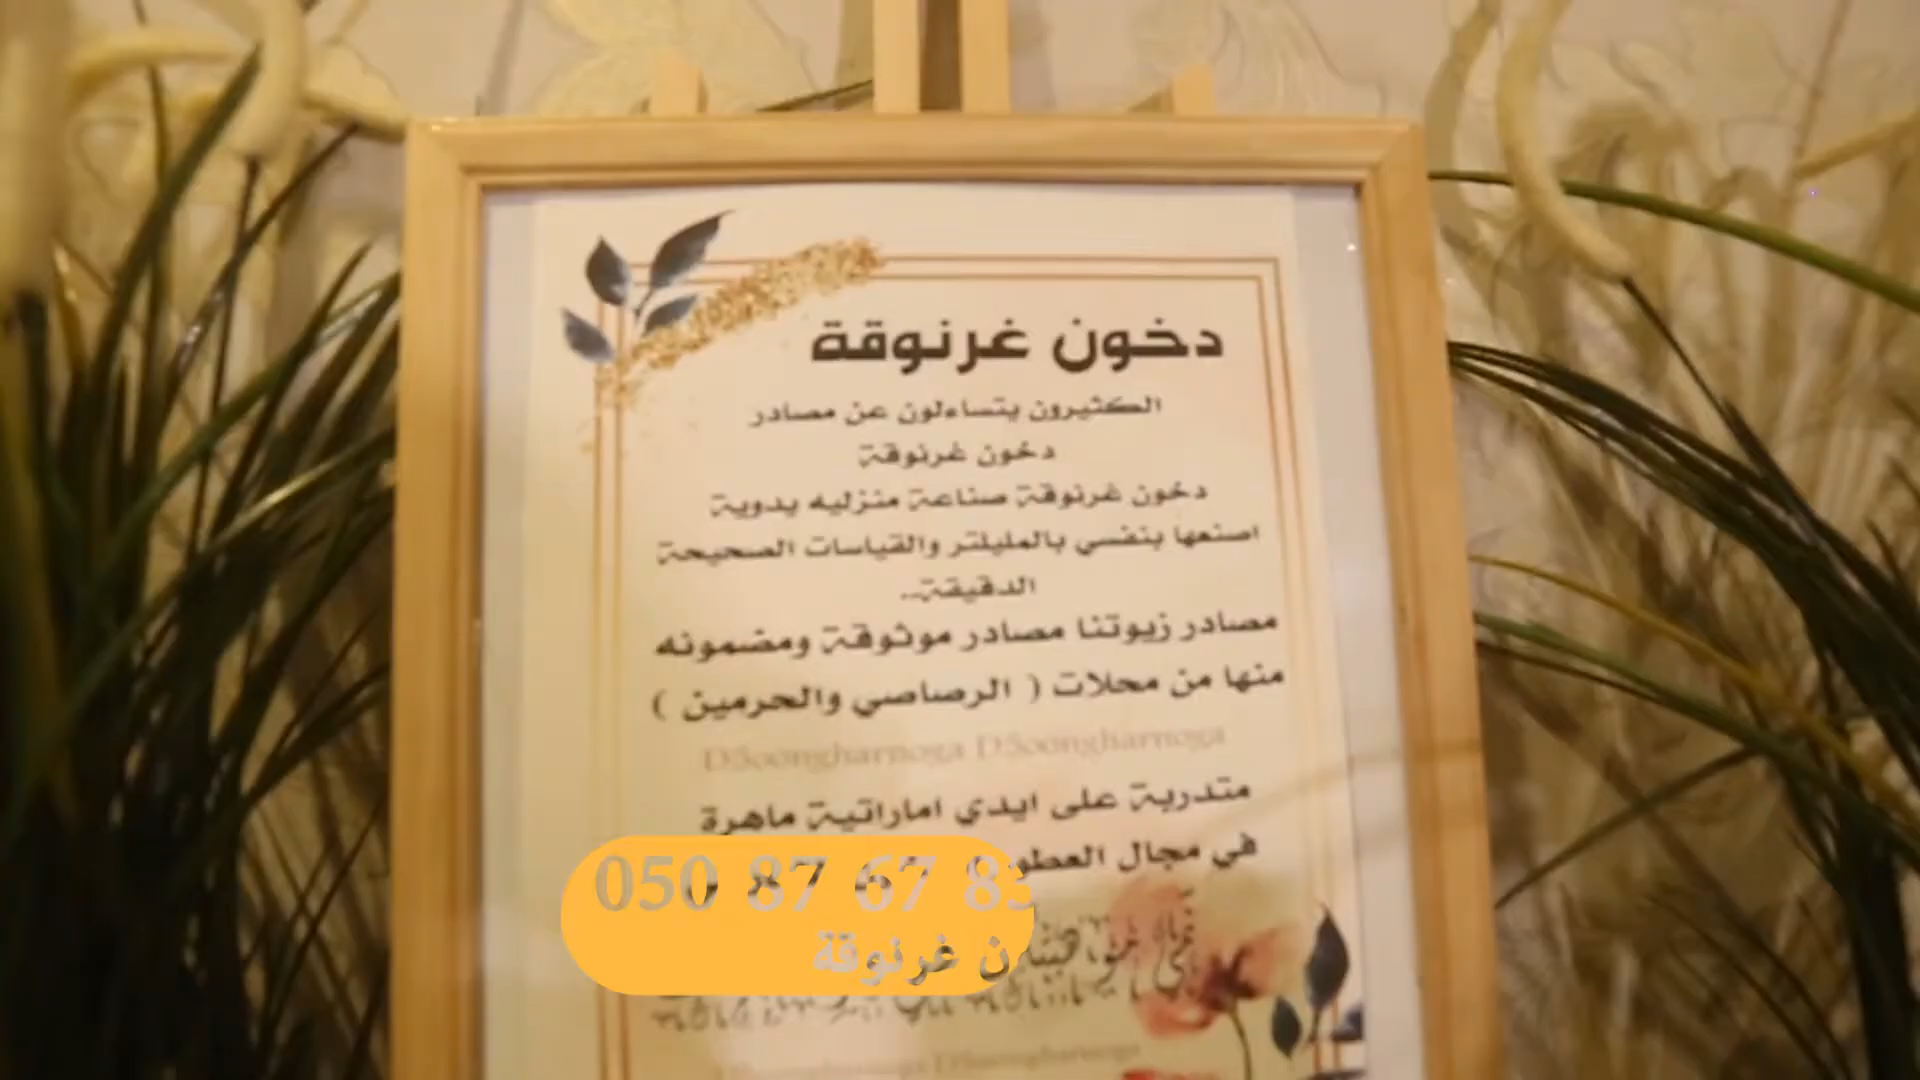 دخون غرنوقة
الكثيرون يتساءلون عن مصادر
دخون غرنوقة
دخون غرنوقة صناعة منزليه يدوية
اصنعها بنفسي بالمليلتر والقياسات الصحيحة
الدقيقة..
مصادر زيوتنا مصادر موثوقة ومضمونه
منها من محلات ( الرصاصي والحرمين )
D5oongharnoga D5oongharnoga
متدربة على ايدي اماراتية ماهرة
في مجال
050 87 67 83
غرنوقة